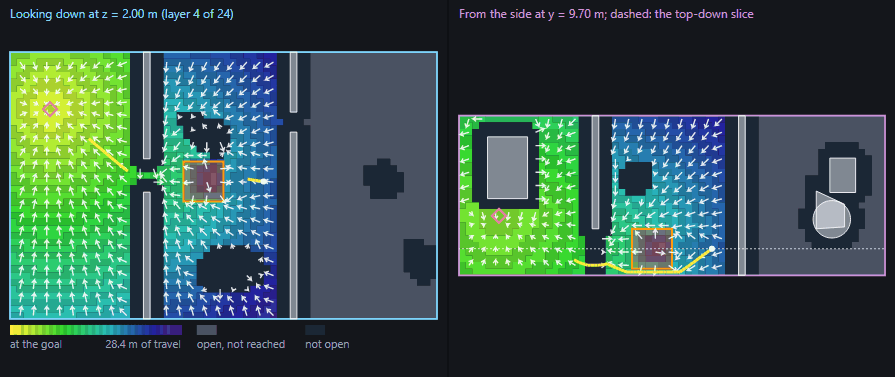 Looking down at z = 2.00 m (layer 4 of 24)
From the side at y = 9.70 m; dashed: the top-down slice
at the goal
28.4 m of travel
open, not reached
not open